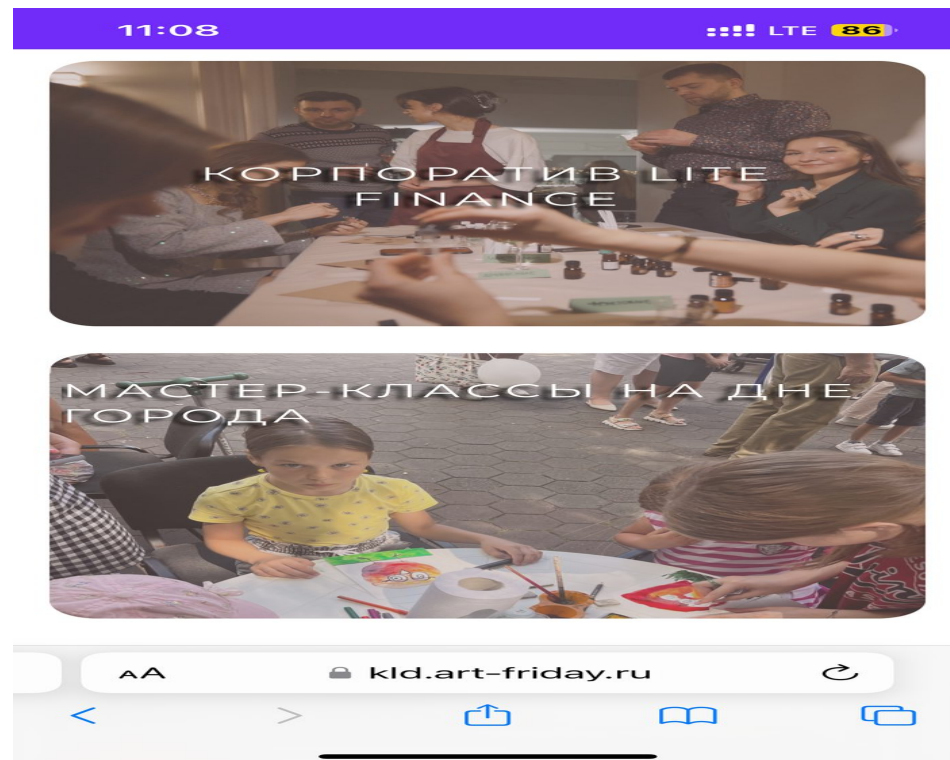 11:08
LTE 86
КОРПОРАТИВ LITE
FINANCE
МАСТЕР-КЛАССЫ НА ДНЕ
ГОРОДА
AA
kld.art-friday.ru